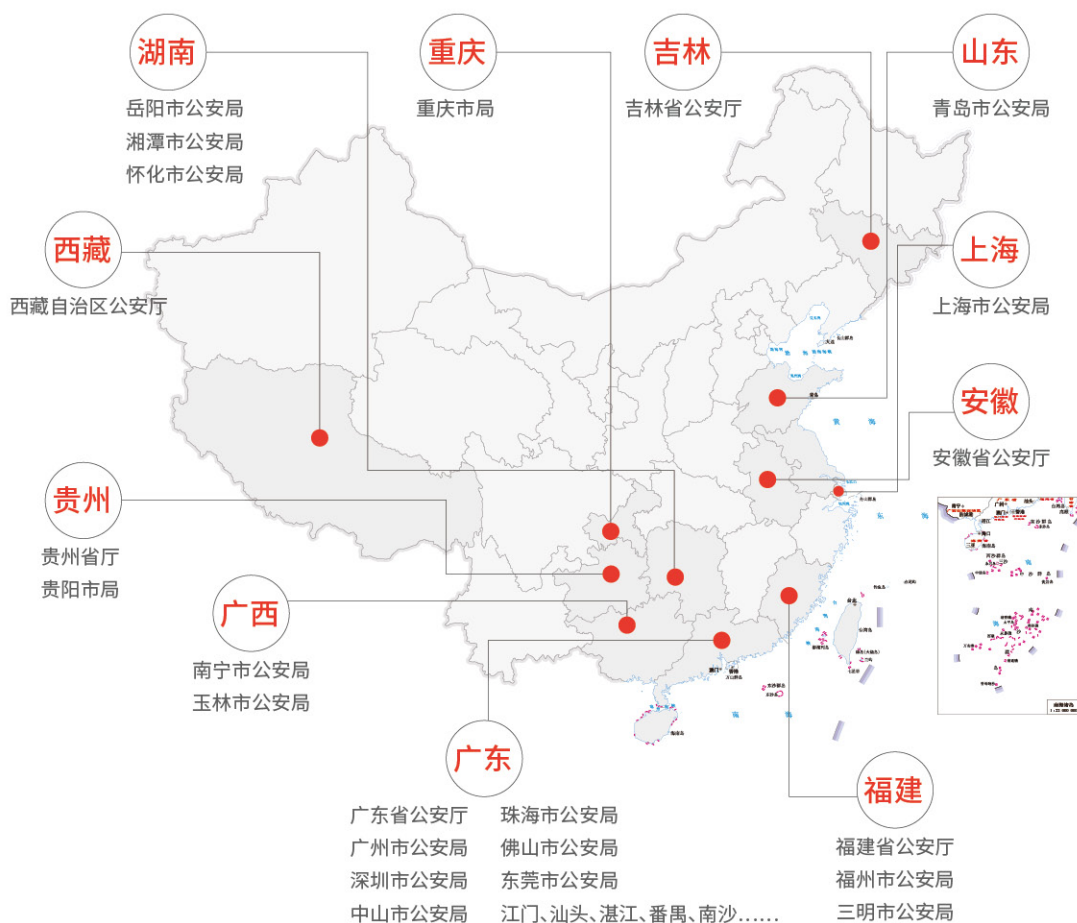 湖南
岳阳市公安局
湘潭市公安局
怀化市公安局
重庆
重庆市局
吉林
吉林省公安厅
山东
青岛市公安局
西藏
西藏自治区公安厅
上海
上海市公安局
安徽
安徽省公安厅
贵州
贵州省厅
贵阳市局
广西
南宁市公安局
玉林市公安局
广东
广东省公安厅 珠海市公安局
广州市公安局 佛山市公安局
深圳市公安局 东莞市公安局
中山市公安局 江门、汕头、湛江、番禺、南沙……
福建
福建省公安厅
福州市公安局
三明市公安局